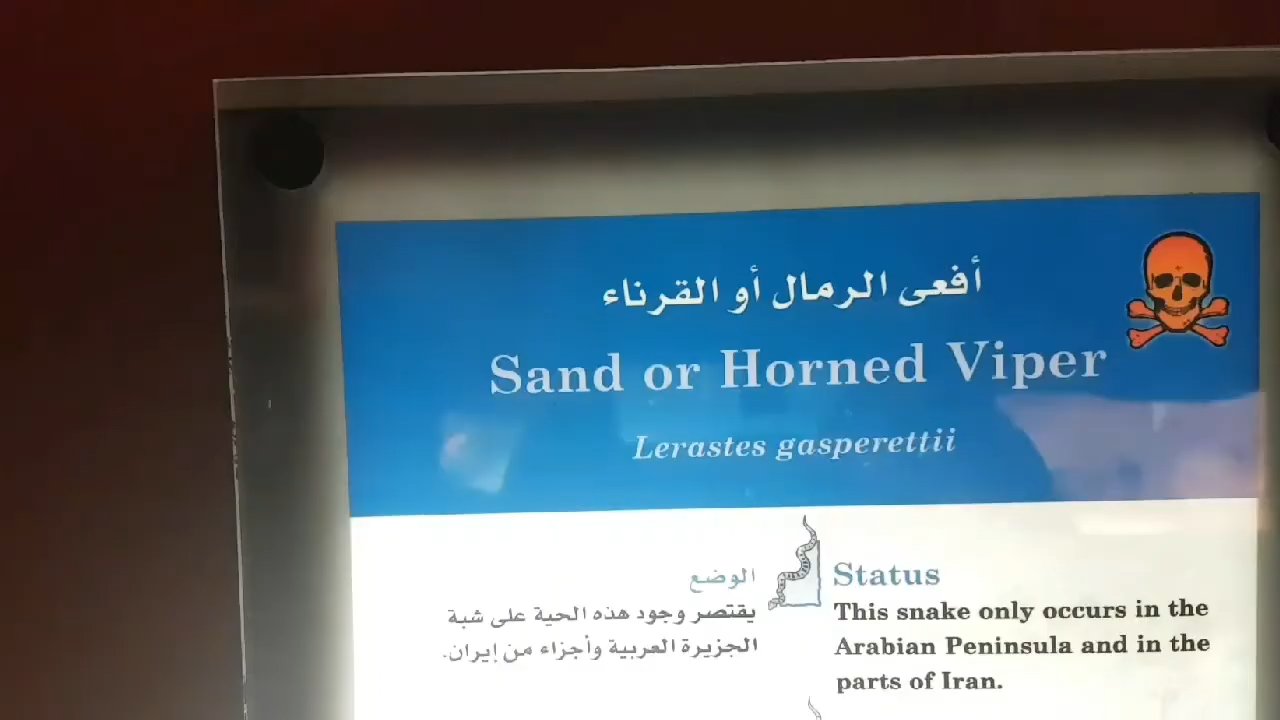 أفعى الرمال أو القرناء
Sand or Horned Viper
Lerastes gasperettii
الوضع
يقتصر وجود هذه الحية على شبة
الجزيرة العربية وأجزاء من إيران.
Status
This snake only occurs in the
Arabian Peninsula and in the
parts of Iran.